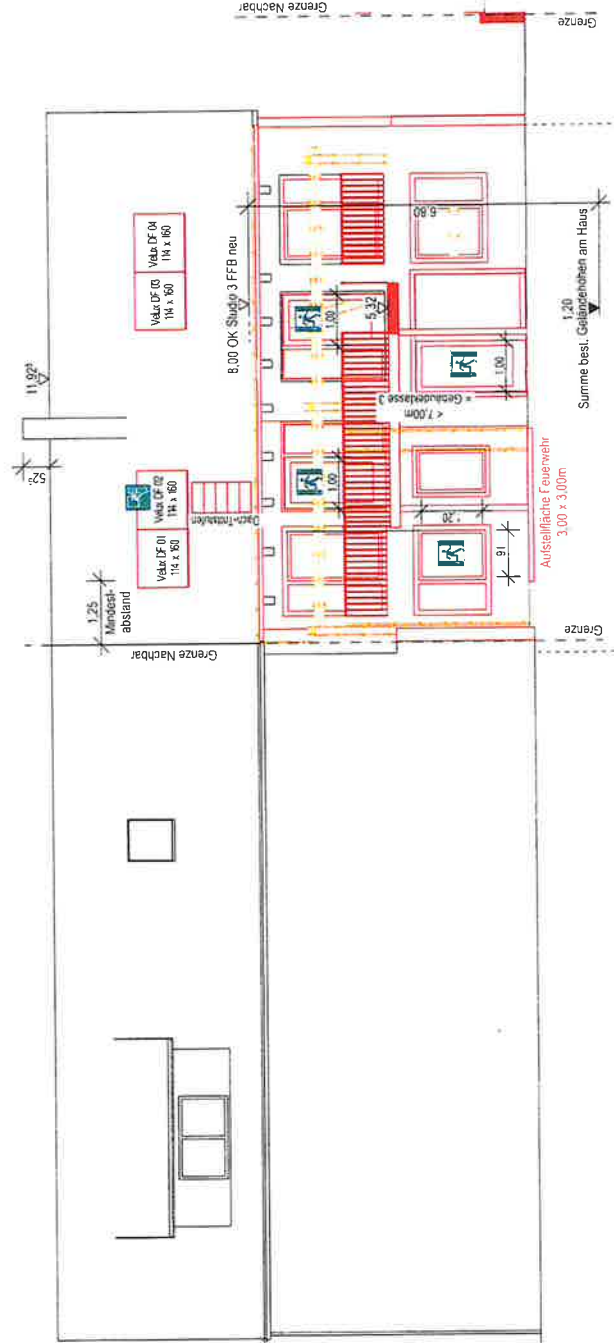 Grenze Nachbar
Grenze
11,92⁵
52⁵
Velux DF 04
114 x 160
Velux DF 03
114 x 160
Velux DF 02
114 x 160
Velux DF 01
114 x 160
Dach-Trittstufen
1,25
Mindest-
abstand
Grenze Nachbar
8,00 OK Studio 3 FFB neu
6,80
1,00
5,32
1,00
1,00
< 7,00m
= Gebäudeklasse 3
1,20
91
1,20
Summe best. Geländehöhen am Haus
Aufstellfläche Feuerwehr
3,00 x 3,00m
Grenze